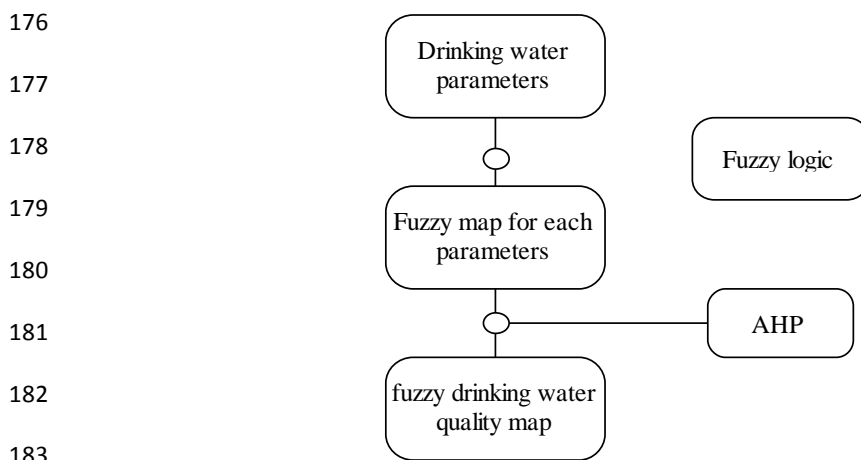 176
Drinking water
parameters
177
178
Fuzzy logic
179
Fuzzy map for each
parameters
180
181
AHP
182
fuzzy drinking water
quality map
183